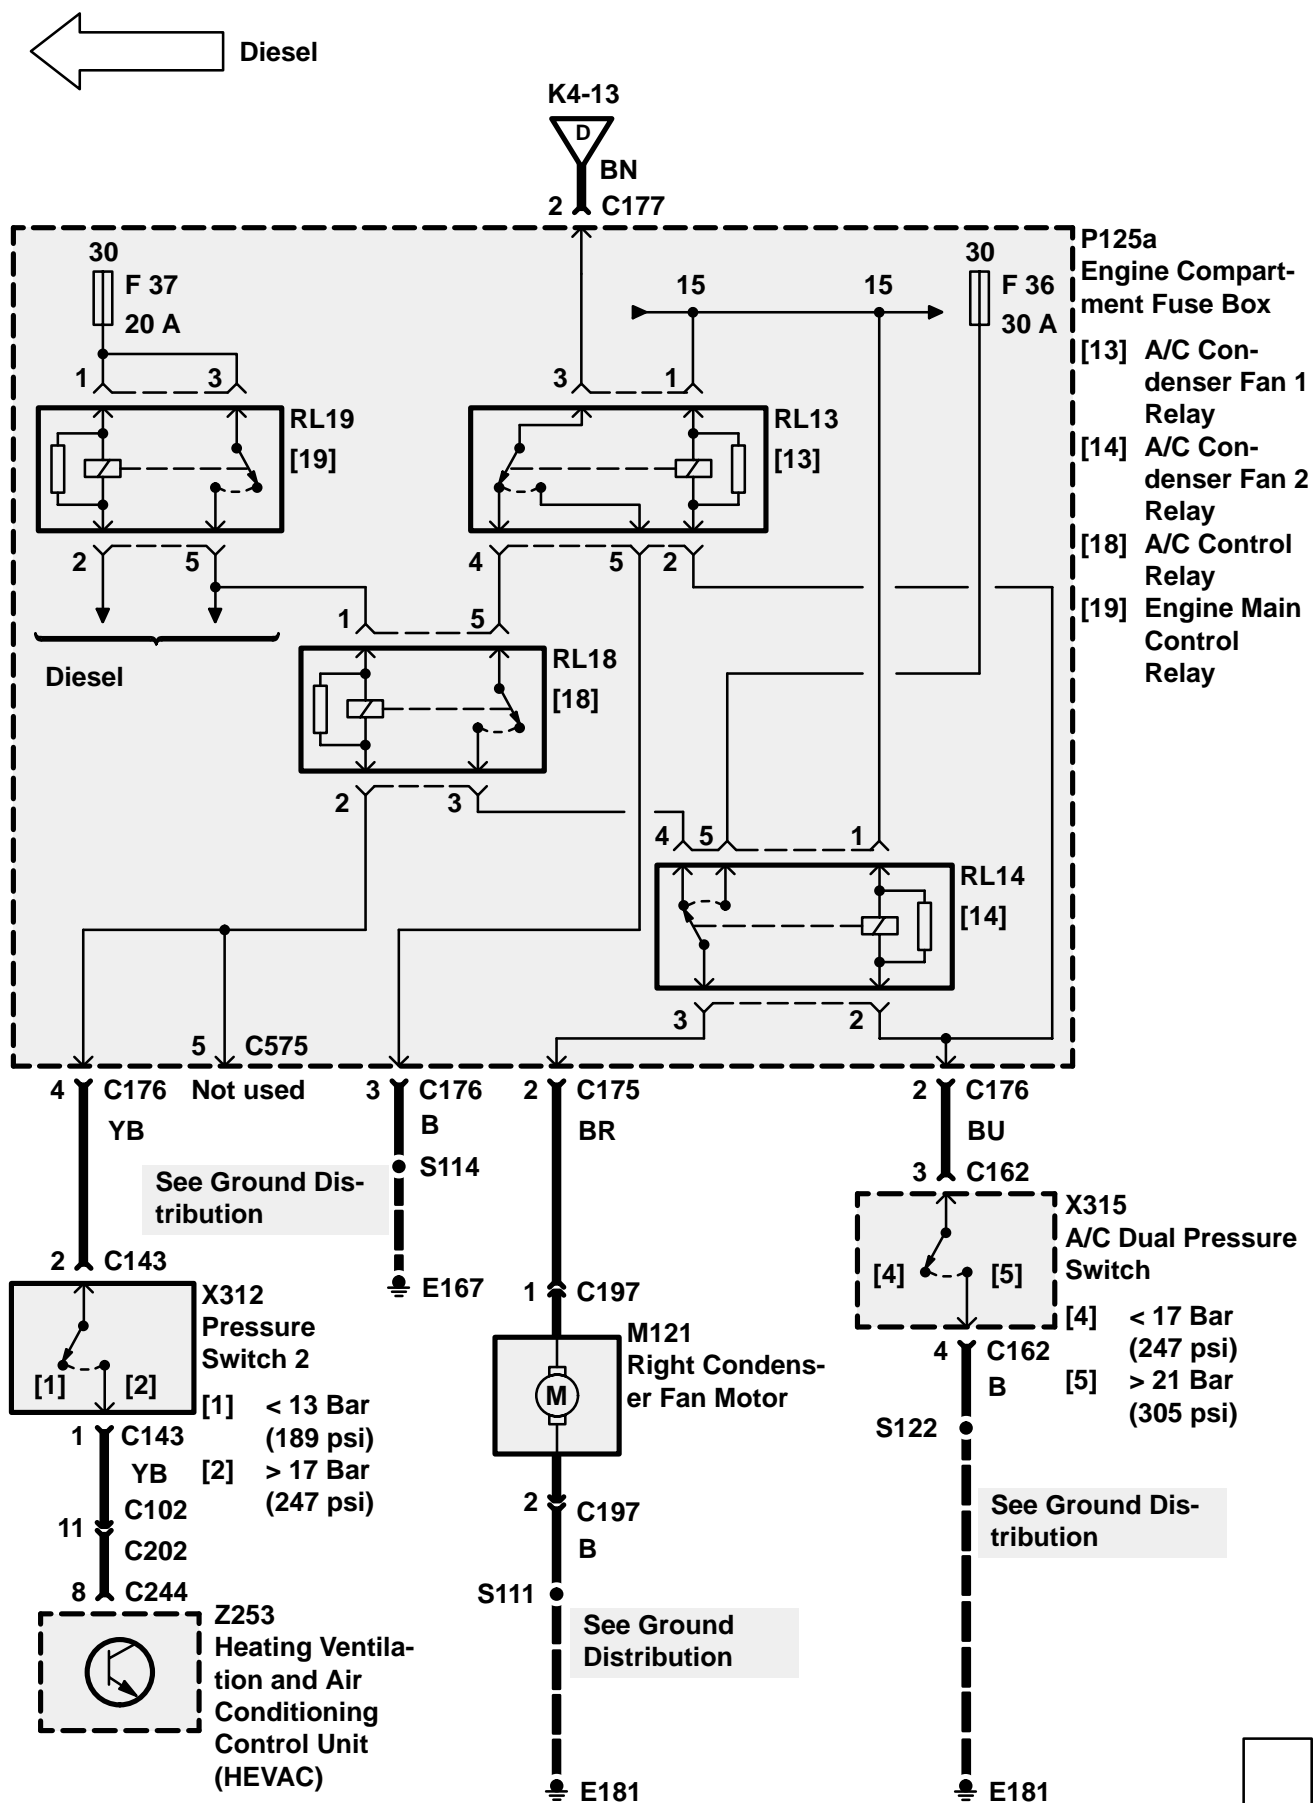 Diesel
K4-13
D
BN
2 C177
P125a
Engine Compart-
ment Fuse Box
[13] A/C Con-
denser Fan 1
Relay
[14] A/C Con-
denser Fan 2
Relay
[18] A/C Control
Relay
[19] Engine Main
Control
Relay
30
F 37
20 A
15 15
30
F 36
30 A
1 3
RL19
[19]
2 5
Diesel
3 1
RL13
[13]
4 5 2
1 5
RL18
[18]
2 3
4 5 1
RL14
[14]
3 2
5 C575
Not used
4 C176
YB
3 C176
B
S114
See Ground Dis-
tribution
E167
2 C175
BR
2 C176
BU
3 C162
X315
A/C Dual Pressure
Switch
[4] [5]
[4] < 17 Bar
(247 psi)
[5] > 21 Bar
(305 psi)
4 C162
B
S122
See Ground Dis-
tribution
E181
2 C143
X312
Pressure
Switch 2
[1] [2]
[1] < 13 Bar
(189 psi)
[2] > 17 Bar
(247 psi)
1 C143
YB
C102
11
C202
8 C244
Z253
Heating Ventila-
tion and Air
Conditioning
Control Unit
(HEVAC)
1 C197
M121
Right Condens-
er Fan Motor
M
2 C197
B
S111
See Ground
Distribution
E181